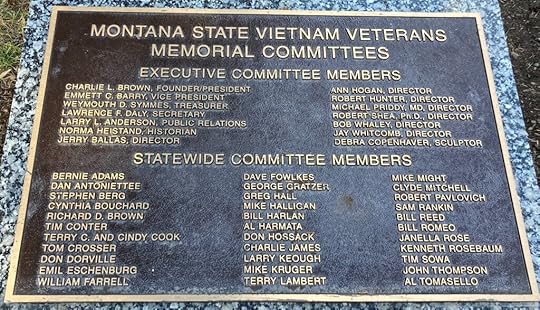 MONTANA STATE VIETNAM VETERANS
MEMORIAL COMMITTEES
EXECUTIVE COMMITTEE MEMBERS
CHARLIE L. BROWN, FOUNDER/PRESIDENT
EMMETT C. BARRY, VICE PRESIDENT
WEYMOUTH D. SYMMES, TREASURER
LAWRENCE F. DALY, SECRETARY
LARRY L. ANDERSON, PUBLIC RELATIONS
NORMA HEISTAND, HISTORIAN
JERRY BALLAS, DIRECTOR
ANN HOGAN, DIRECTOR
ROBERT HUNTER, DIRECTOR
MICHAEL PRIDDY, MD, DIRECTOR
ROBERT SHEA, PH.D., DIRECTOR
BOB WHALEY, DIRECTOR
JAY WHITCOMB, DIRECTOR
DEBRA COPENHAVER, SCULPTOR
STATEWIDE COMMITTEE MEMBERS
BERNIE ADAMS
DAN ANTONIETTEE
STEPHEN BERG
CYNTHIA BOUCHARD
RICHARD D. BROWN
TIM CONTER
TERRY C. AND CINDY COOK
TOM CROSSER
DON DORVILLE
EMIL ESCHENBURG
WILLIAM FARRELL
DAVE FOWLKES
GEORGE GRATZER
GREG HALL
MIKE HALLIGAN
BILL HARLAN
AL HARMATA
DON HOSSACK
CHARLIE JAMES
LARRY KEOUGH
MIKE KRUGER
TERRY LAMBERT
MIKE MIGHT
CLYDE MITCHELL
ROBERT PAVLOVICH
SAM RANKIN
BILL REED
BILL ROMEO
JANELLA ROSE
KENNETH ROSEBAUM
TIM SOWA
JOHN THOMPSON
AL TOMASELLO